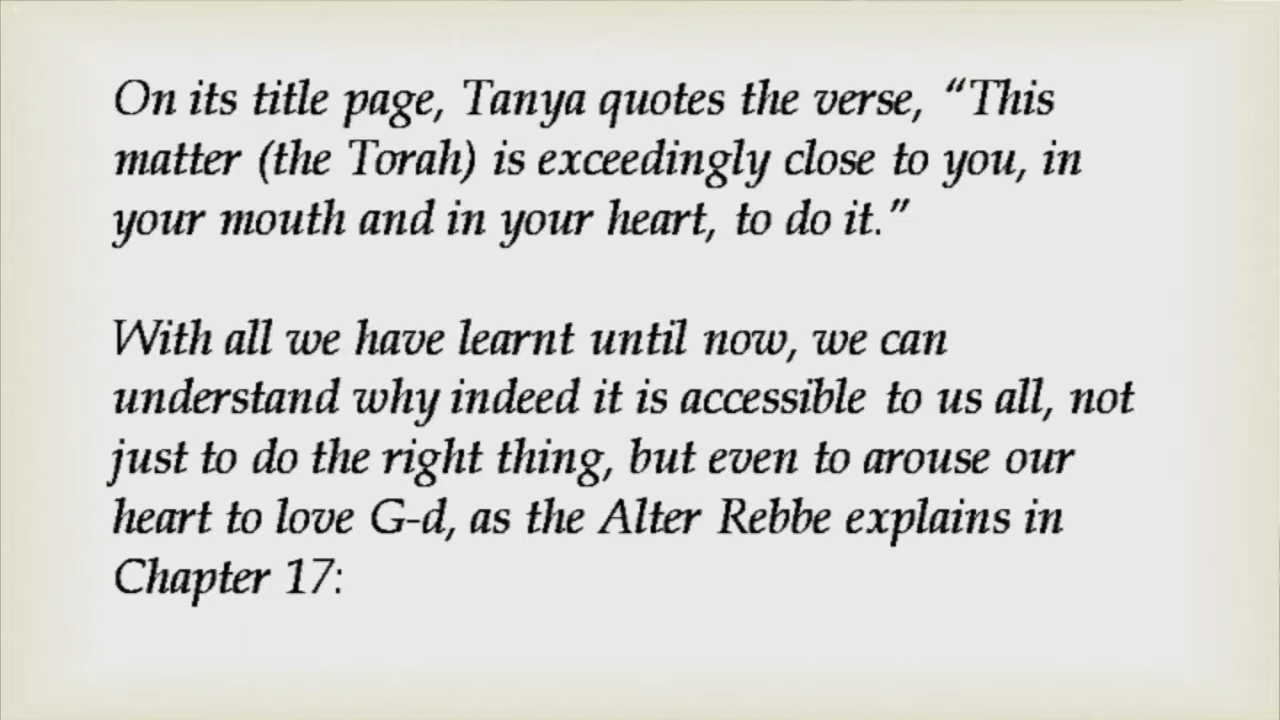 On its title page, Tanya quotes the verse, “This
matter (the Torah) is exceedingly close to you, in
your mouth and in your heart, to do it.”
With all we have learnt until now, we can
understand why indeed it is accessible to us all, not
just to do the right thing, but even to arouse our
heart to love G-d, as the Alter Rebbe explains in
Chapter 17: